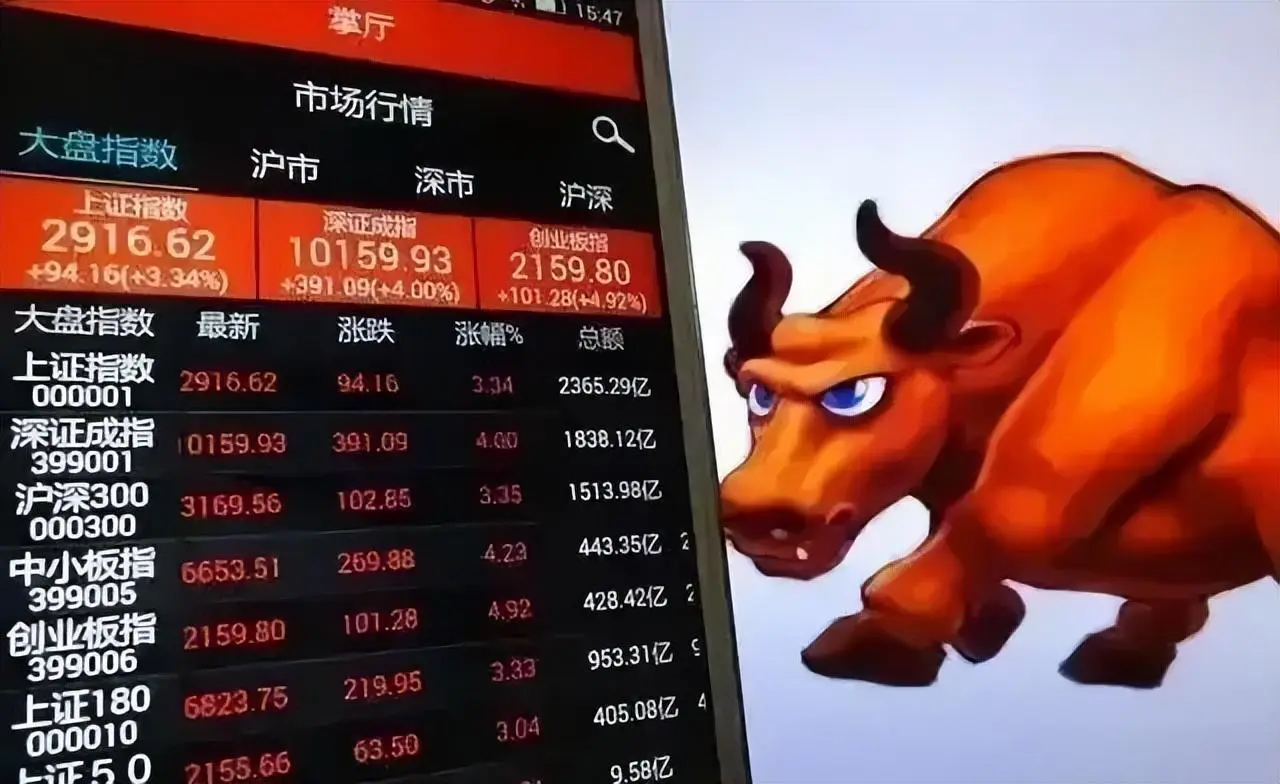 15:47
掌厅
市场行情
大盘指数 沪市 深市 沪深
上证指数 深证成指 创业板指
2916.62 10159.93 2159.80
+94.16(+3.34%) +391.09(+4.00%) +101.28(+4.92%)
大盘指数 最新 涨跌 涨幅% 总额
上证指数 2916.62 94.16 3.34 2365.29亿
000001
深证成指 10159.93 391.09 4.00 1838.12亿
399001
沪深300 3169.56 102.85 3.35 1513.98亿
000300
中小板指 6653.51 269.88 4.23 443.35亿 2
399005
创业板指 2159.80 101.28 4.92 428.42亿 2
399006
上证180 6823.75 219.95 3.33 953.31亿 9
000010
上证50 2155.66 63.50 3.04 405.08亿 4
9.58亿